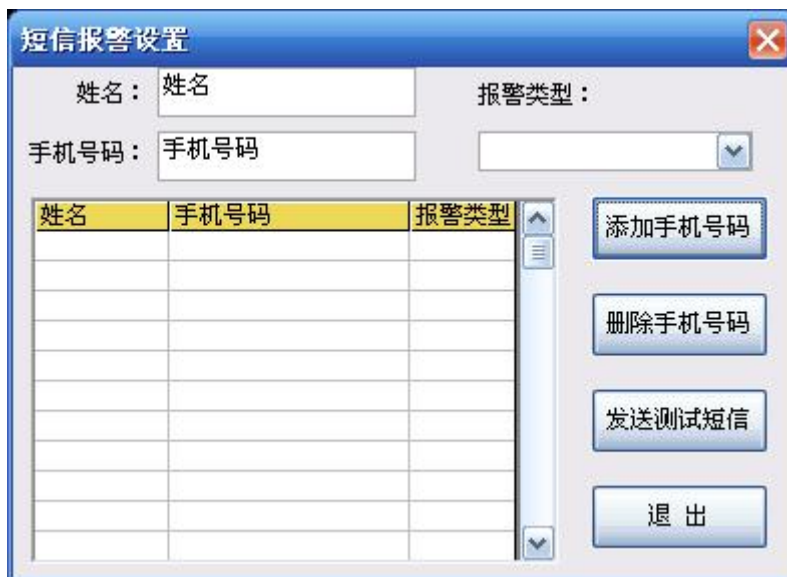 短信报警设置
姓名： 姓名 报警类型：
手机号码： 手机号码
姓名 手机号码 报警类型
添加手机号码
删除手机号码
发送测试短信
退 出